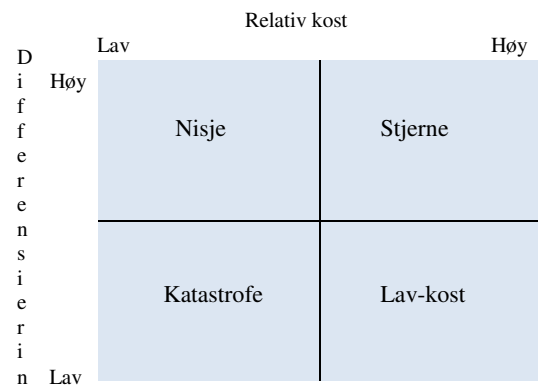 Relativ kost
Lav Høy
Differensierin
Høy
Nisje Stjerne
Katastrofe Lav-kost
Lav